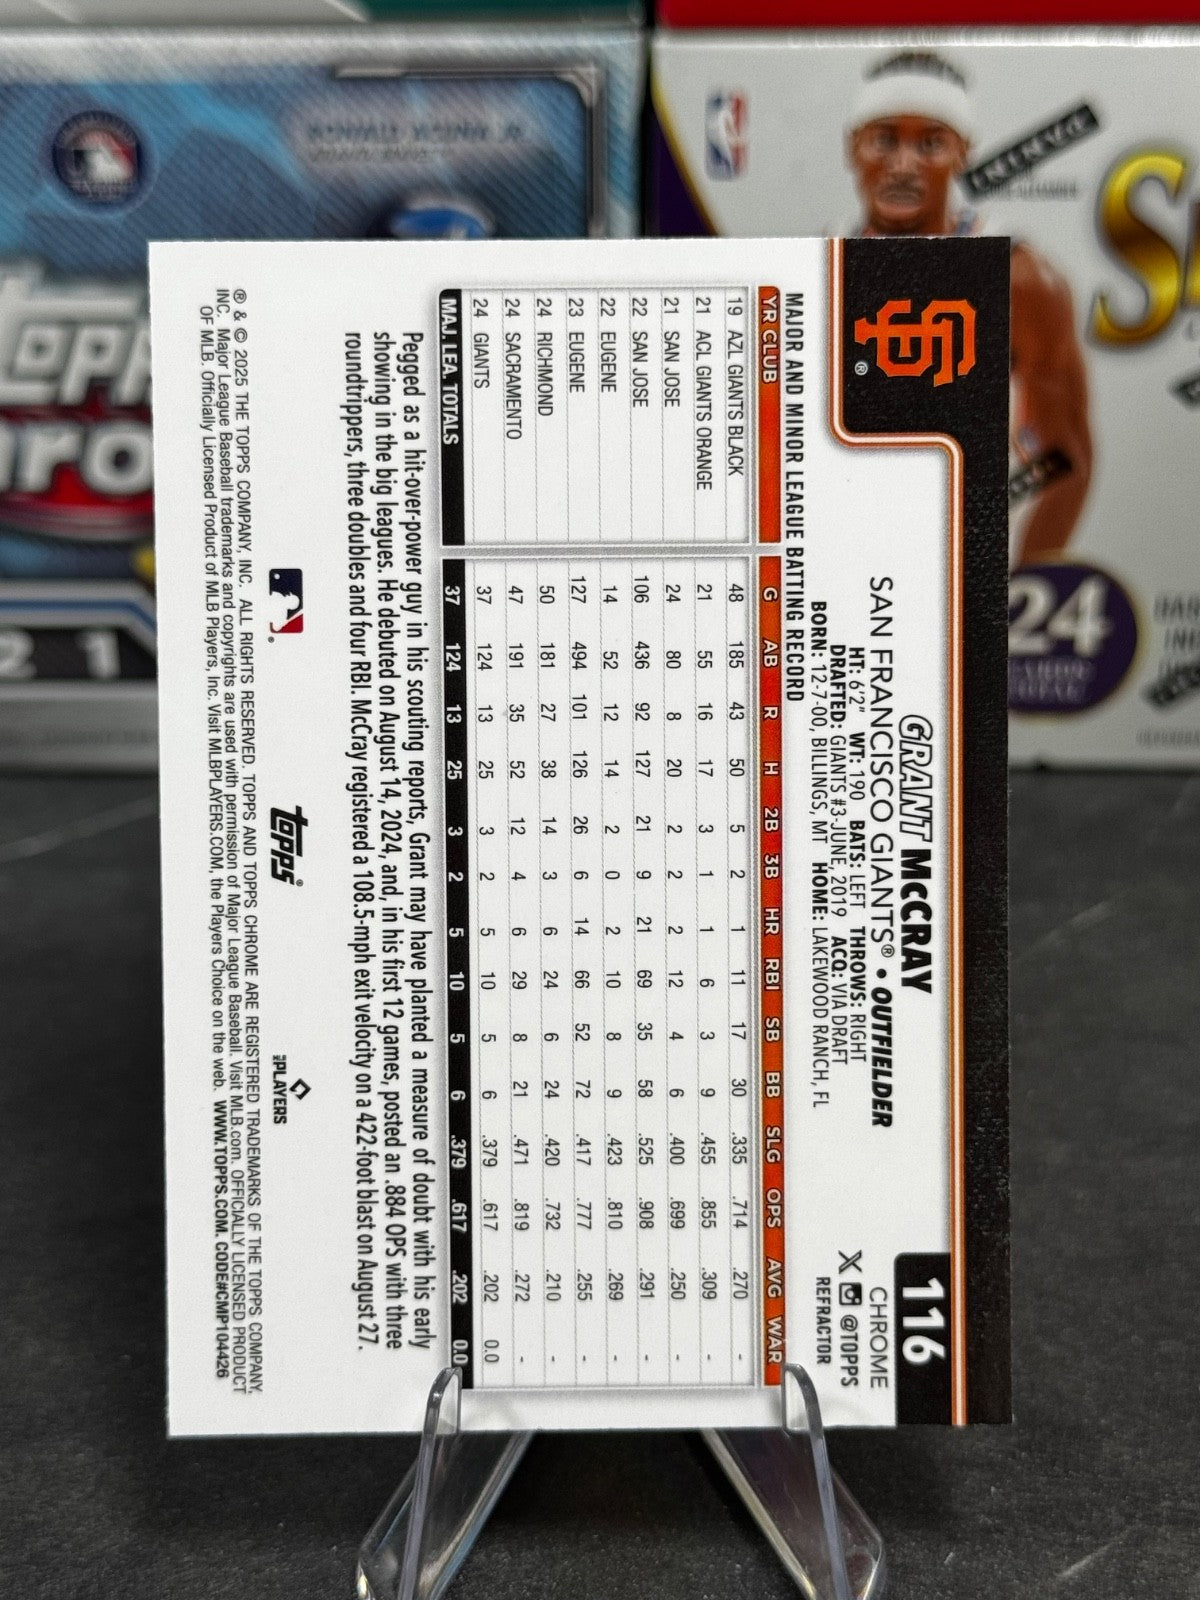 116
CHROME
@TOPPS
REFRACTOR
GRANT McCRAY
SAN FRANCISCO GIANTS® • OUTFIELDER
HT: 6'2" WT: 190 BATS: LEFT THROWS: RIGHT
DRAFTED: GIANTS #3-JUNE, 2019 ACQ: VIA DRAFT
BORN: 12-7-00, BILLINGS, MT HOME: LAKEWOOD RANCH, FL
MAJOR AND MINOR LEAGUE BATTING RECORD
YR CLUB G AB R H 2B 3B HR RBI SB BB SLG OPS AVG WAR
19 AZL GIANTS BLACK 48 185 43 50 5 2 1 11 17 30 .335 .714 .270 -
21 ACL GIANTS ORANGE 21 55 16 17 3 1 1 6 3 9 .455 .855 .309 -
21 SAN JOSE 24 80 8 20 2 2 2 12 4 6 .400 .699 .250 -
22 SAN JOSE 106 436 92 127 21 9 21 69 35 58 .525 .908 .291 -
22 EUGENE 14 52 12 14 2 0 2 10 8 9 .423 .810 .269 -
23 EUGENE 127 494 101 126 26 6 14 66 52 72 .417 .777 .255 -
24 RICHMOND 50 181 27 38 14 3 6 24 6 24 .420 .732 .210 -
24 SACRAMENTO 47 191 35 52 12 4 6 29 8 21 .471 .819 .272 -
24 GIANTS 37 124 13 25 3 2 5 10 5 6 .379 .617 .202 0.0
MAJ. LEA. TOTALS 37 124 13 25 3 2 5 10 5 6 .379 .617 .202 0.0
Pegged as a hit-over-power guy in his scouting reports, Grant may have planted a measure of doubt with his early
showing in the big leagues. He debuted on August 14, 2024, and, in his first 12 games, posted an .884 OPS with three
roundtrippers, three doubles and four RBI. McCray registered a 108.5-mph exit velocity on a 422-foot blast on August 27.
topps®
MLB PLAYERS
® & © 2025 THE TOPPS COMPANY, INC. ALL RIGHTS RESERVED. TOPPS AND TOPPS CHROME ARE REGISTERED TRADEMARKS OF THE TOPPS COMPANY,
INC. Major League Baseball trademarks and copyrights are used with permission of Major League Baseball. Visit MLB.com. OFFICIALLY LICENSED PRODUCT
OF MLB. Officially Licensed Product of MLB Players, Inc. Visit MLBPLAYERS.COM, the Players Choice on the web. WWW.TOPPS.COM. CODE#CMP104426
24